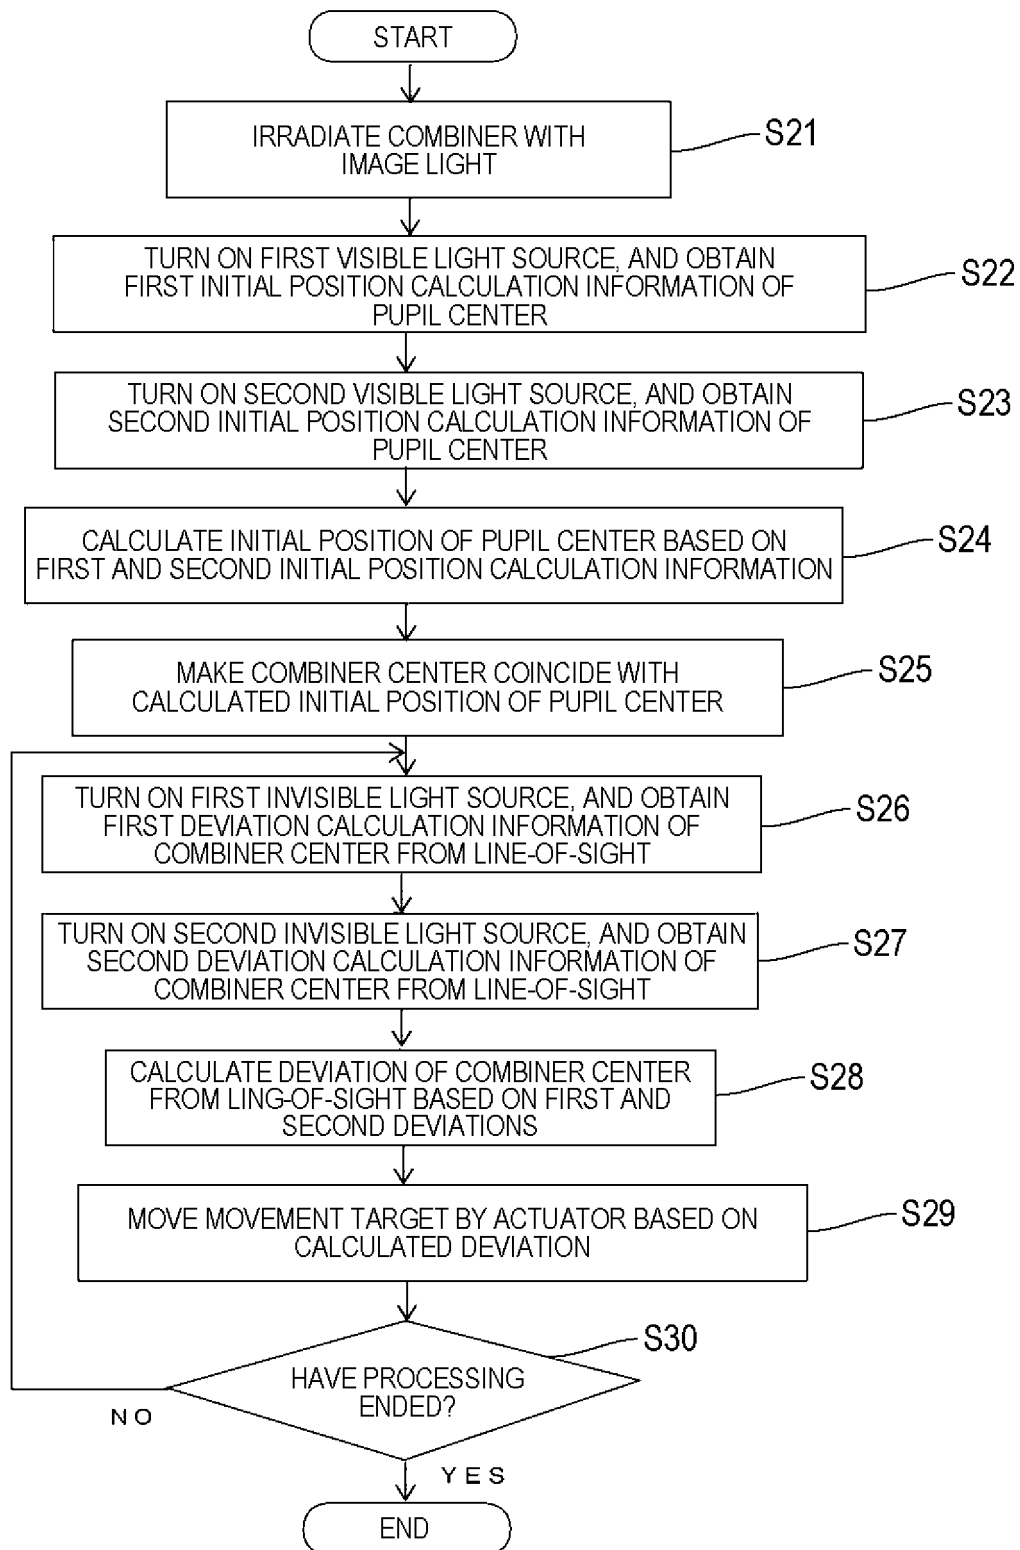 START
IRRADIATE COMBINER WITH
IMAGE LIGHT
S21
TURN ON FIRST VISIBLE LIGHT SOURCE, AND OBTAIN
FIRST INITIAL POSITION CALCULATION INFORMATION OF
PUPIL CENTER
S22
TURN ON SECOND VISIBLE LIGHT SOURCE, AND OBTAIN
SECOND INITIAL POSITION CALCULATION INFORMATION OF
PUPIL CENTER
S23
CALCULATE INITIAL POSITION OF PUPIL CENTER BASED ON
FIRST AND SECOND INITIAL POSITION CALCULATION INFORMATION
S24
MAKE COMBINER CENTER COINCIDE WITH
CALCULATED INITIAL POSITION OF PUPIL CENTER
S25
TURN ON FIRST INVISIBLE LIGHT SOURCE, AND OBTAIN
FIRST DEVIATION CALCULATION INFORMATION OF
COMBINER CENTER FROM LINE-OF-SIGHT
S26
TURN ON SECOND INVISIBLE LIGHT SOURCE, AND OBTAIN
SECOND DEVIATION CALCULATION INFORMATION OF
COMBINER CENTER FROM LINE-OF-SIGHT
S27
CALCULATE DEVIATION OF COMBINER CENTER
FROM LING-OF-SIGHT BASED ON FIRST AND
SECOND DEVIATIONS
S28
MOVE MOVEMENT TARGET BY ACTUATOR BASED ON
CALCULATED DEVIATION
S29
HAVE PROCESSING
ENDED?
S30
NO
YES
END